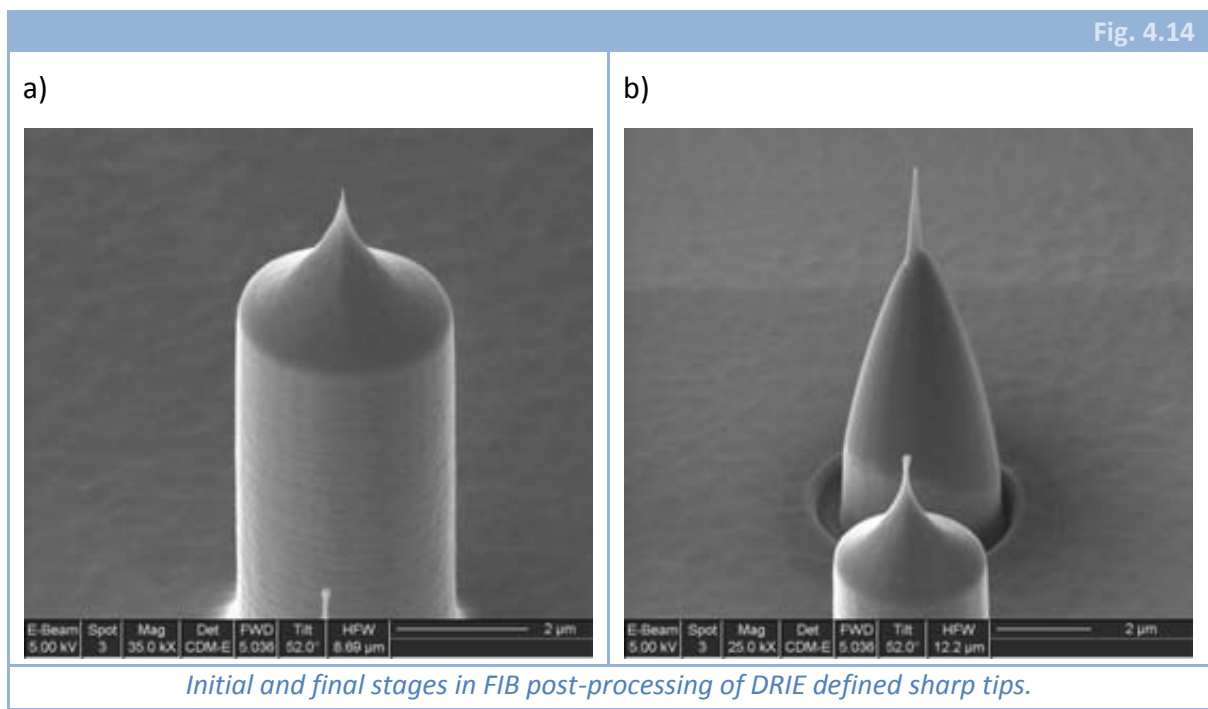 Fig. 4.14
a)
b)
E-Beam Spot Mag Det FWD Tilt HFW 2 µm
5.00 kV 3 35.0 kX CDM-E 5.036 52.0° 8.69 µm
E-Beam Spot Mag Det FWD Tilt HFW 2 µm
5.00 kV 3 25.0 kX CDM-E 5.036 52.0° 12.2 µm
Initial and final stages in FIB post-processing of DRIE defined sharp tips.